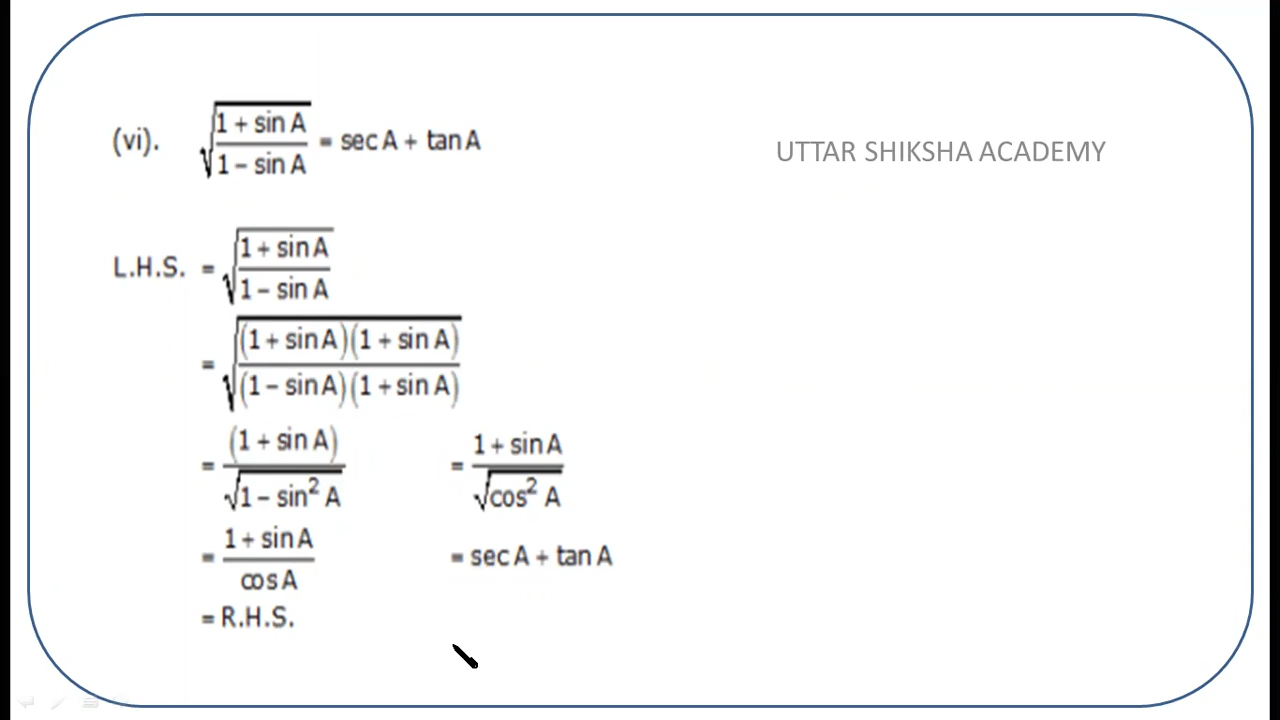 (vi). √((1 + sin A)/(1 − sin A)) = sec A + tan A
UTTAR SHIKSHA ACADEMY
L.H.S. = √((1 + sin A)/(1 − sin A))
= √(((1 + sin A)(1 + sin A))/((1 − sin A)(1 + sin A)))
= (1 + sin A)/√(1 − sin² A) = 1 + sin A/√(cos² A)
= 1 + sin A/cos A = sec A + tan A
= R.H.S.